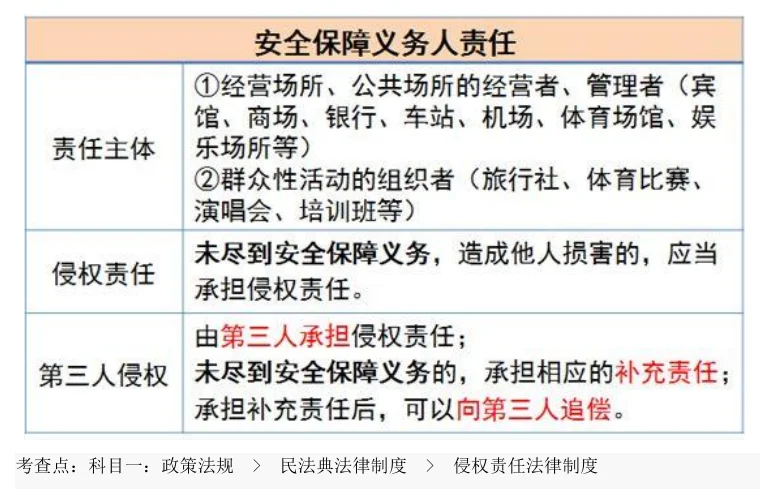 安全保障义务人责任
责任主体
①经营场所、公共场所的经营者、管理者（宾
馆、商场、银行、车站、机场、体育场馆、娱
乐场所等）
②群众性活动的组织者（旅行社、体育比赛、
演唱会、培训班等）
侵权责任
未尽到安全保障义务，造成他人损害的，应当
承担侵权责任。
第三人侵权
由第三人承担侵权责任；
未尽到安全保障义务的，承担相应的补充责任；
承担补充责任后，可以向第三人追偿。
考查点：科目一：政策法规 > 民法典法律制度 > 侵权责任法律制度